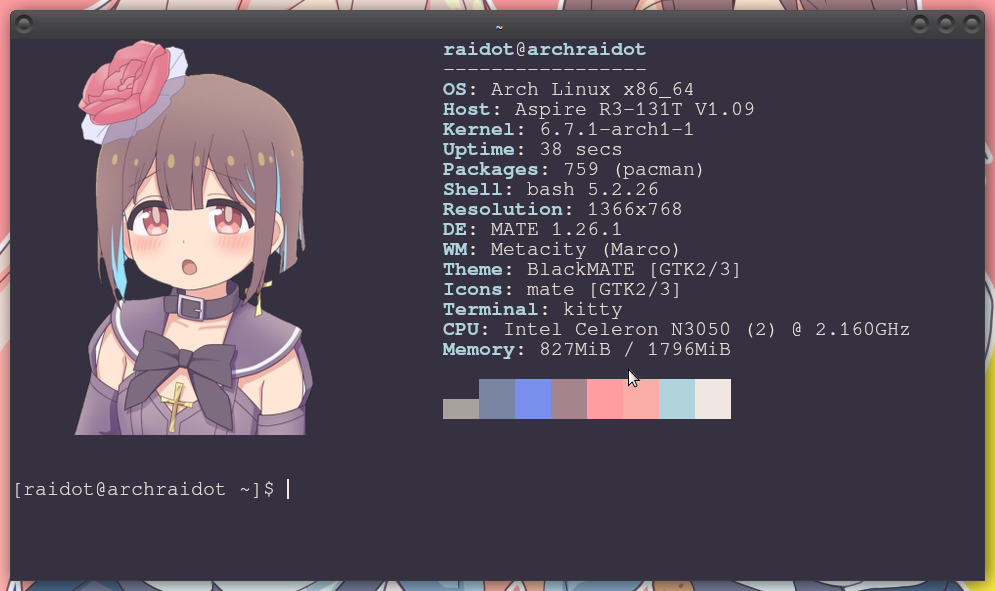 ~
raidot@archraidot
-----------------
OS: Arch Linux x86_64
Host: Aspire R3-131T V1.09
Kernel: 6.7.1-arch1-1
Uptime: 38 secs
Packages: 759 (pacman)
Shell: bash 5.2.26
Resolution: 1366x768
DE: MATE 1.26.1
WM: Metacity (Marco)
Theme: BlackMATE [GTK2/3]
Icons: mate [GTK2/3]
Terminal: kitty
CPU: Intel Celeron N3050 (2) @ 2.160GHz
Memory: 827MiB / 1796MiB
[raidot@archraidot ~]$